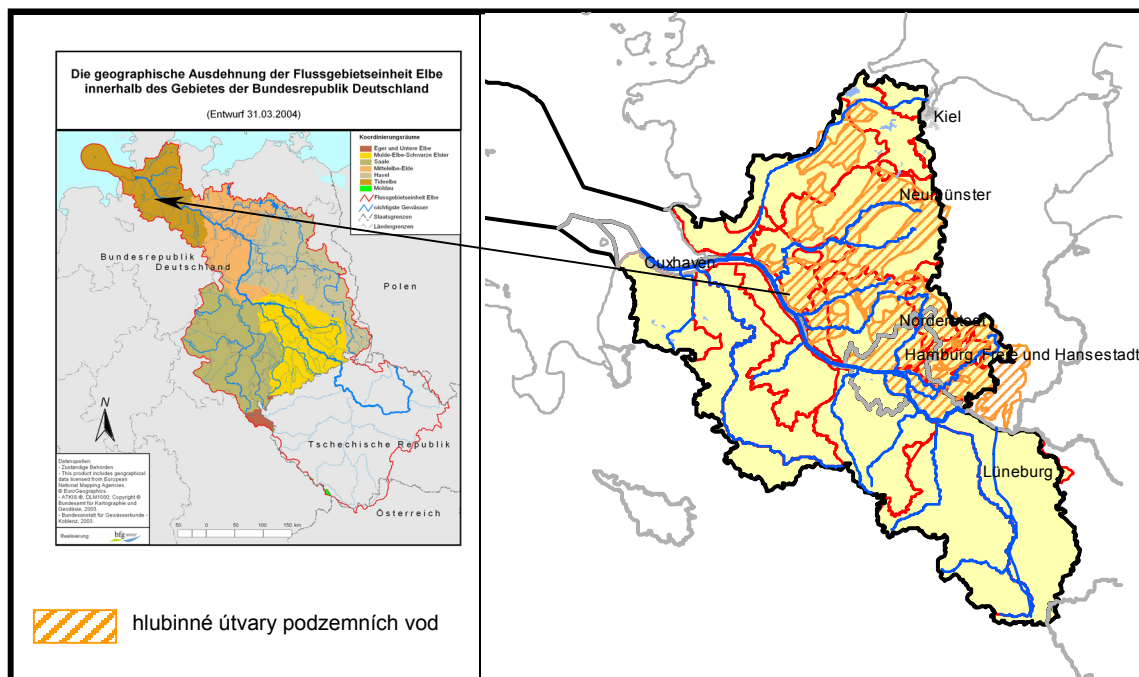 Die geographische Ausdehnung der Flussgebietseinheit Elbe
innerhalb des Gebietes der Bundesrepublik Deutschland
(Entwurf 31.03.2004)
Koordinierungsräume
Eger und Untere Elbe
Mulde-Elbe-Schwarze Elster
Saale
Mittelelbe-Elde
Havel
Tideelbe
Moldau
Flussgebietseinheit Elbe
wichtigste Gewässer
Staatsgrenzen
Ländergrenzen
Bundesrepublik
Deutschland
Polen
Tschechische Republik
Österreich
N
Datenquellen:
- Zuständige Behörden
- This product includes geographical
data licensed from European
National Mapping Agencies.
© EuroGeographics.
- ATKIS ®, DLM1000; Copyright ©
Bundesamt für Kartographie und
Geodäsie, 2003.
- Bundesanstalt für Gewässerkunde -
Koblenz, 2003.
Realisierung:
bfg
50 0 50 100 150 km
hlubinné útvary podzemních vod
Kiel
Neumünster
Cuxhaven
Norderstedt
Hamburg, Freie und Hansestadt
Lüneburg